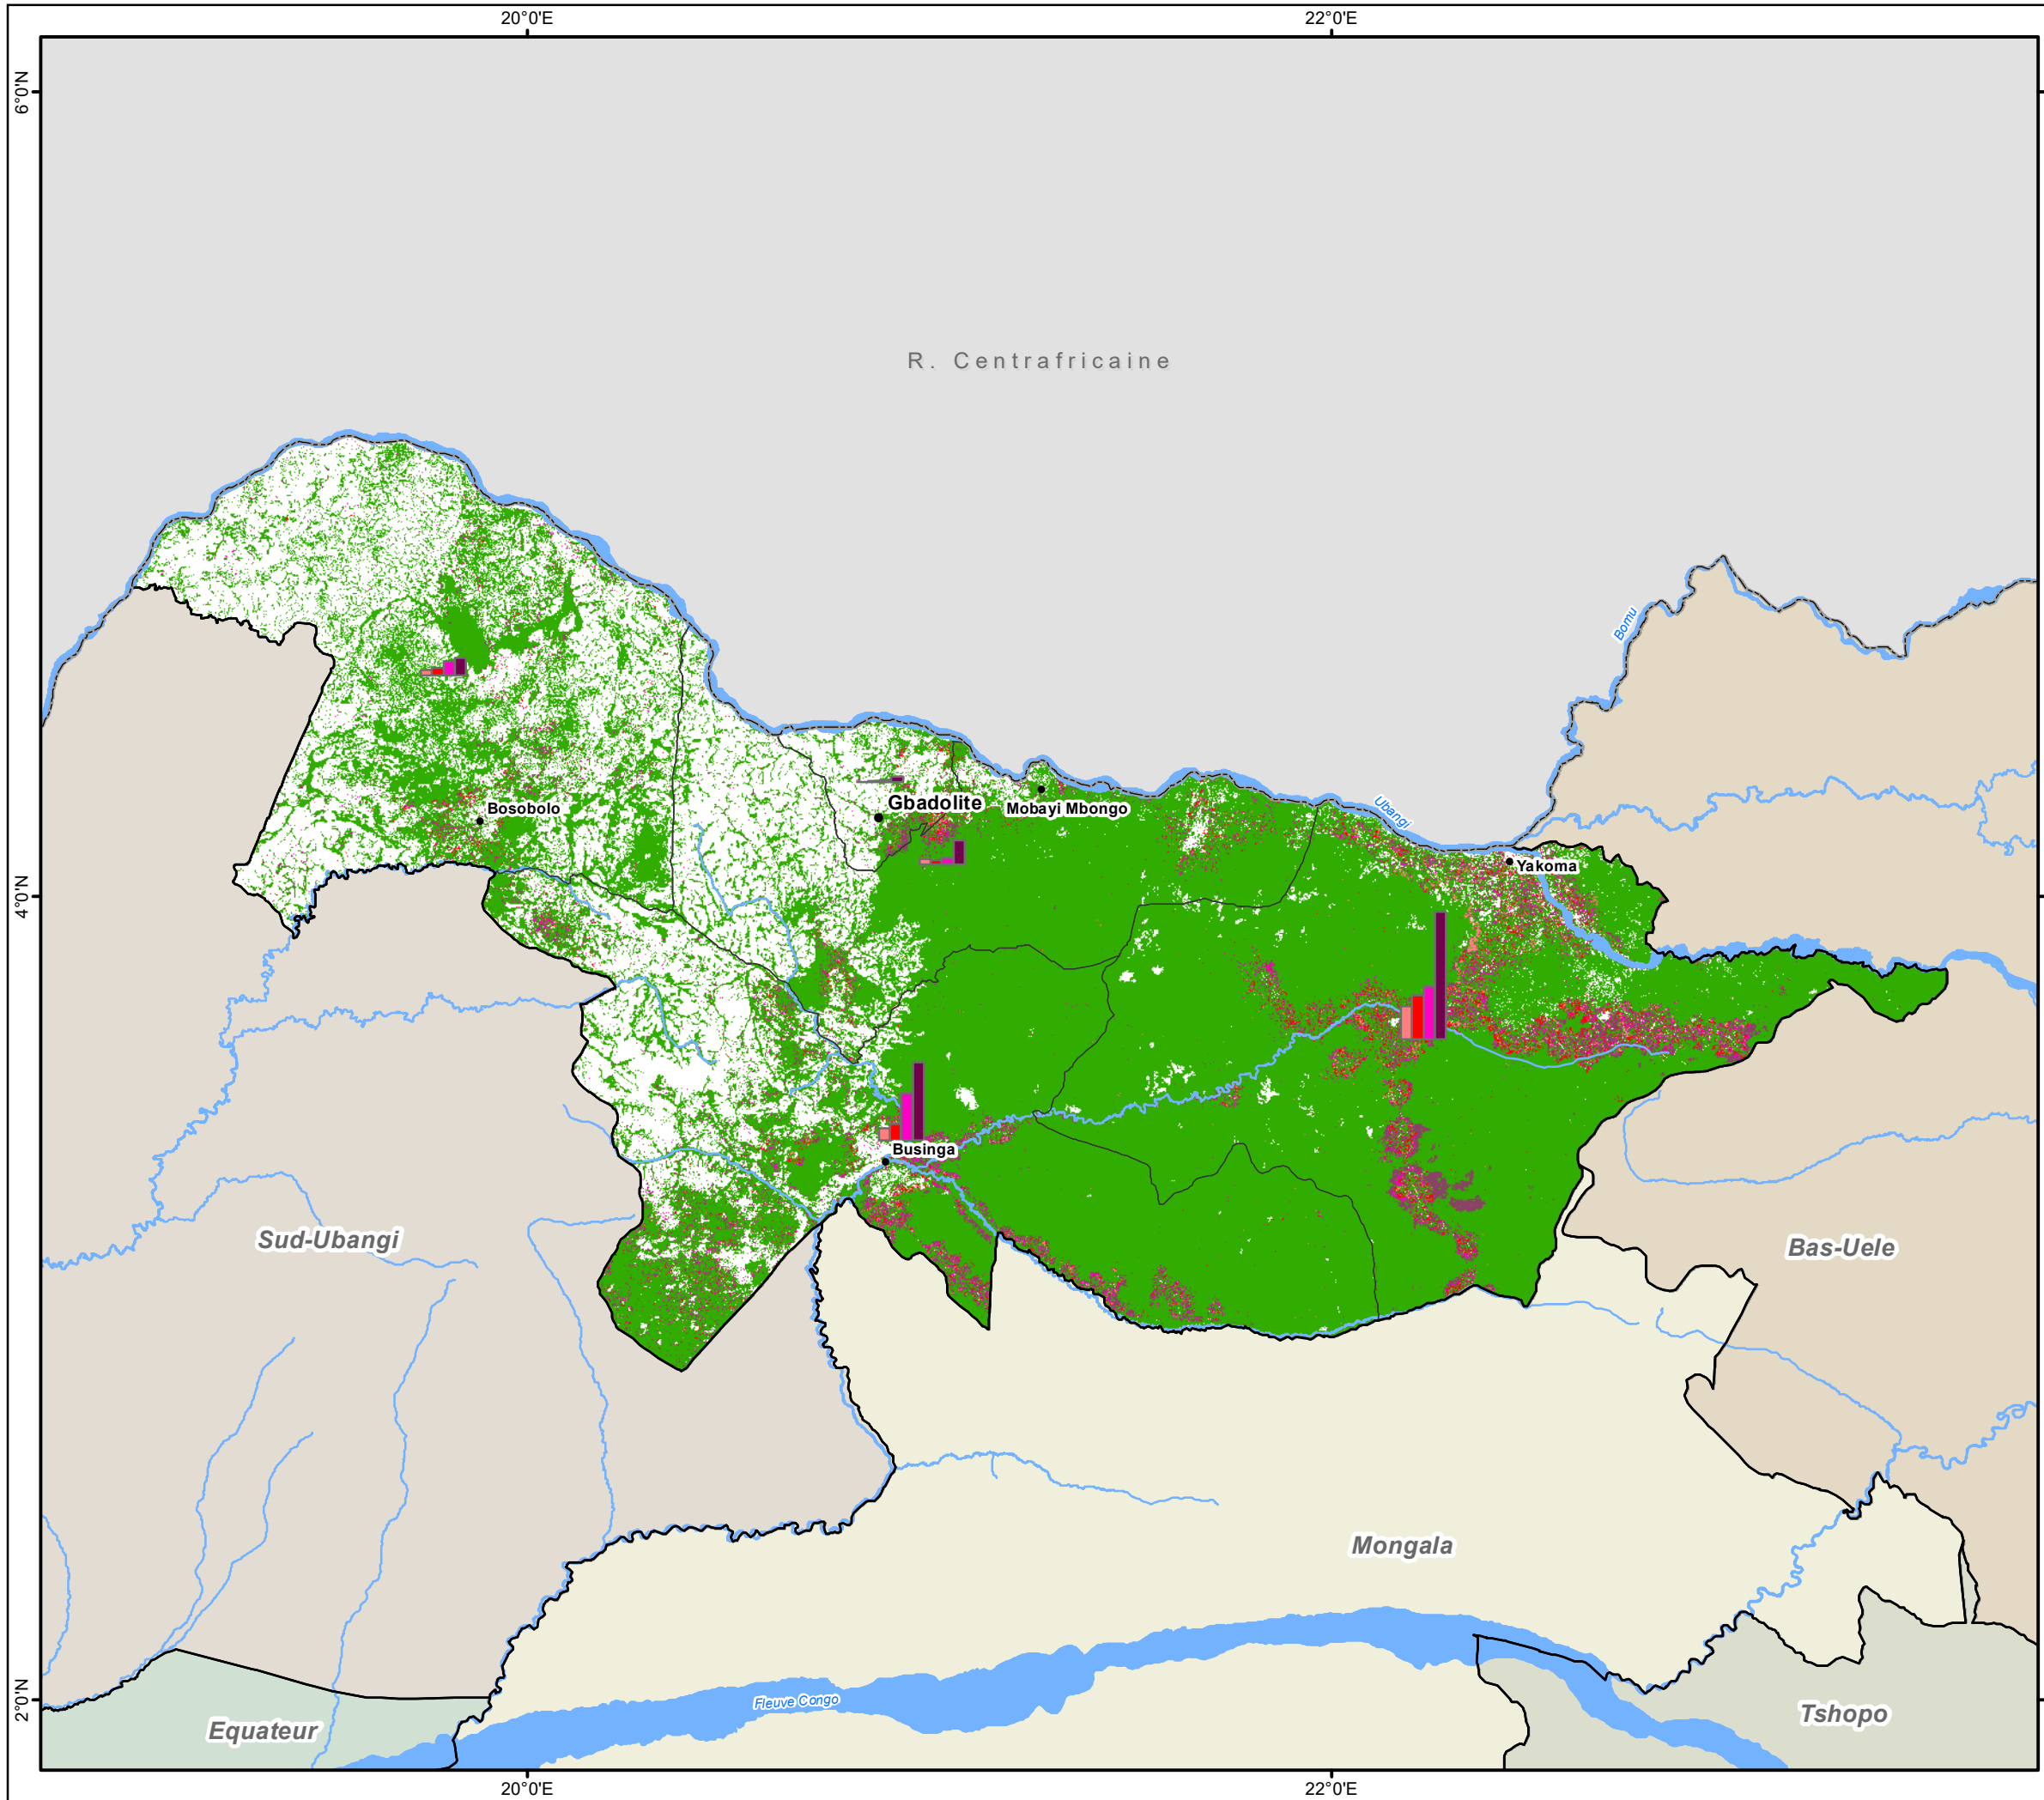 20°0'E
22°0'E
6°0'N
R. Centrafricaine
Bomu
Bosobolo
Gbadolite
Mobayi Mbongo
Ubangi
Yakoma
4°0'N
Businga
Sud-Ubangi
Bas-Uele
Mongala
2°0'N
Fleuve Congo
Equateur
Tshopo
20°0'E
22°0'E